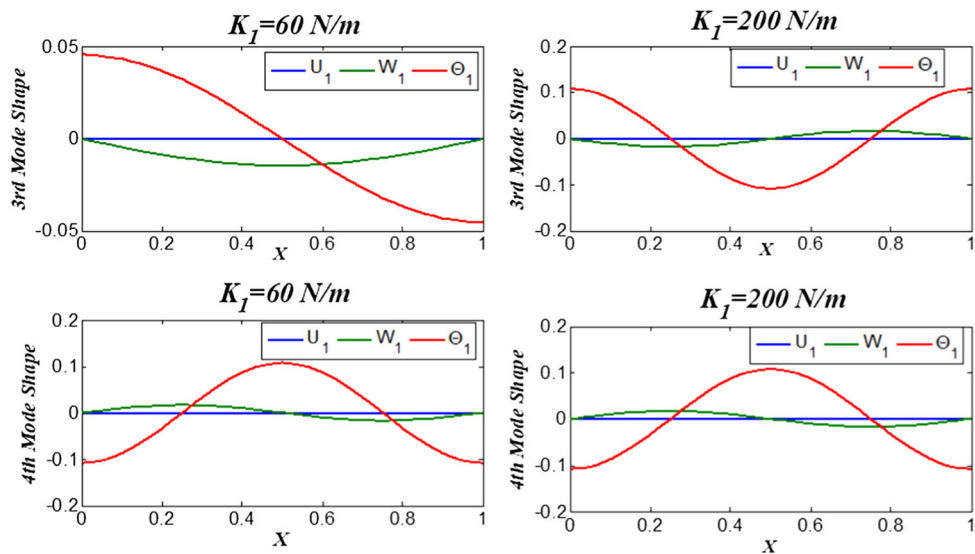 K1=60 N/m
3rd Mode Shape
0.05
0
-0.05
U1 W1 Θ1
0 0.2 0.4 0.6 0.8 1
X
K1=200 N/m
3rd Mode Shape
0.2
0.1
0
-0.1
-0.2
U1 W1 Θ1
0 0.2 0.4 0.6 0.8 1
X
K1=60 N/m
4th Mode Shape
0.2
0.1
0
-0.1
-0.2
U1 W1 Θ1
0 0.2 0.4 0.6 0.8 1
X
K1=200 N/m
4th Mode Shape
0.2
0.1
0
-0.1
-0.2
U1 W1 Θ1
0 0.2 0.4 0.6 0.8 1
X